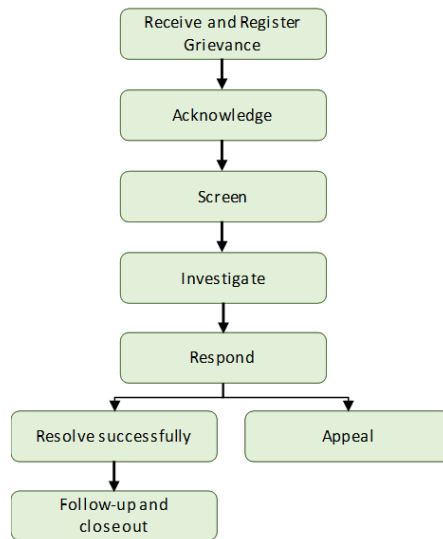 Receive and Register
Grievance
Acknowledge
Screen
Investigate
Respond
Resolve successfully
Appeal
Follow-up and
closeout